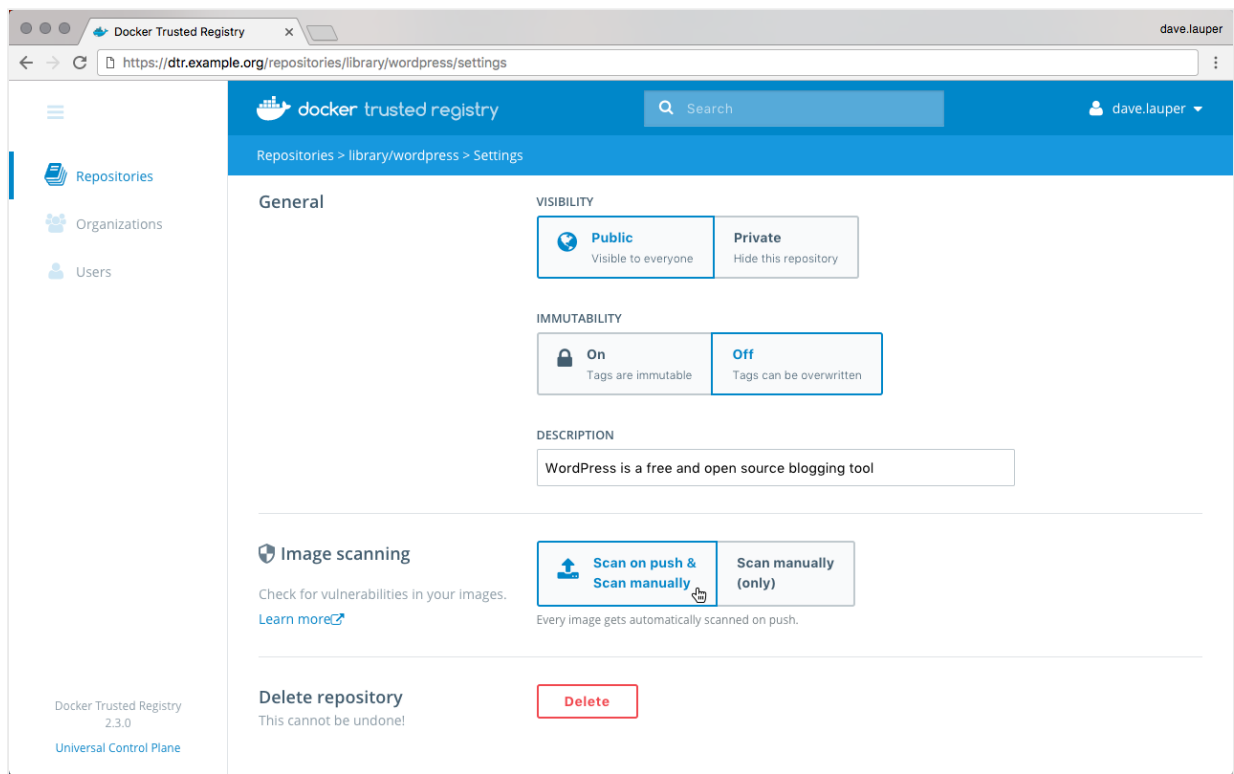 Docker Trusted Registry
dave.lauper
https://dtr.example.org/repositories/library/wordpress/settings
docker trusted registry
Search
dave.lauper
Repositories > library/wordpress > Settings
Repositories
Organizations
Users
General
VISIBILITY
Public
Visible to everyone
Private
Hide this repository
IMMUTABILITY
On
Tags are immutable
Off
Tags can be overwritten
DESCRIPTION
WordPress is a free and open source blogging tool
Image scanning
Check for vulnerabilities in your images.
Learn more
Scan on push &
Scan manually
Scan manually
(only)
Every image gets automatically scanned on push.
Delete repository
This cannot be undone!
Delete
Docker Trusted Registry
2.3.0
Universal Control Plane